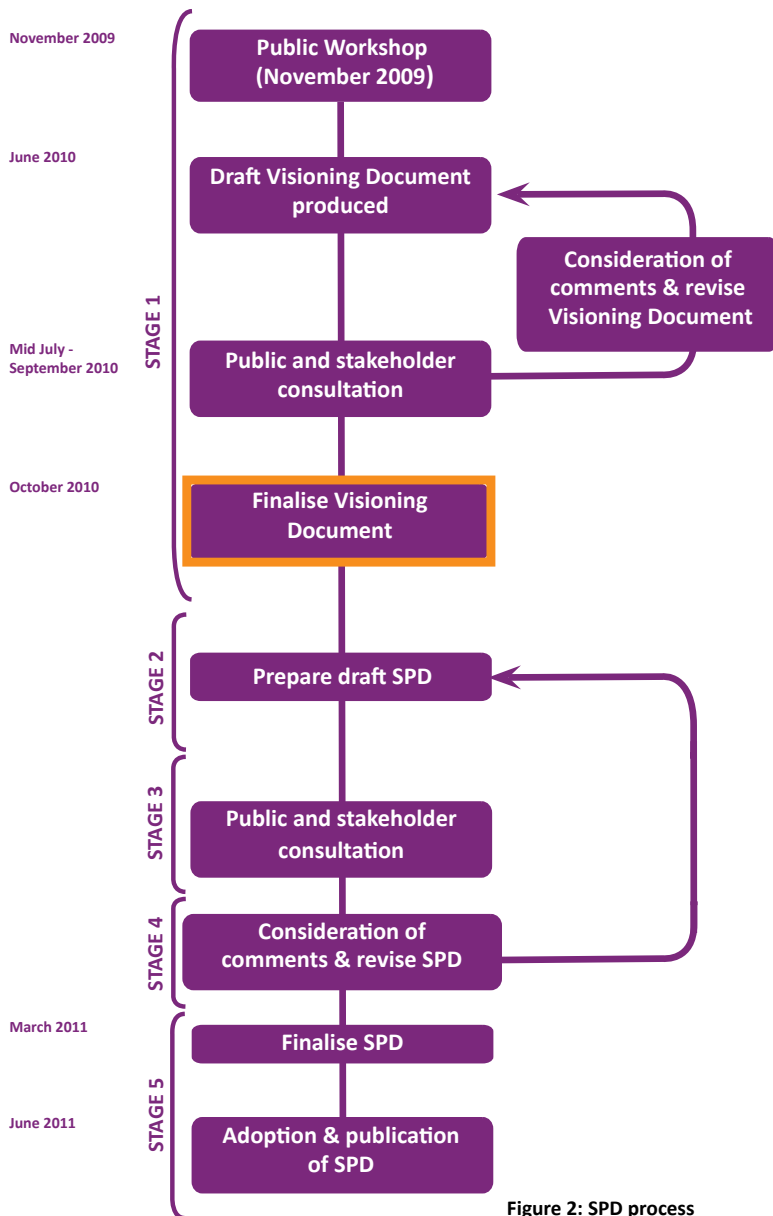 November 2009
Public Workshop
(November 2009)
June 2010
Draft Visioning Document
produced
Consideration of
comments & revise
Visioning Document
STAGE 1
Mid July -
September 2010
Public and stakeholder
consultation
October 2010
Finalise Visioning
Document
STAGE 2
Prepare draft SPD
STAGE 3
Public and stakeholder
consultation
STAGE 4
Consideration of
comments & revise SPD
March 2011
Finalise SPD
STAGE 5
June 2011
Adoption & publication
of SPD
Figure 2: SPD process